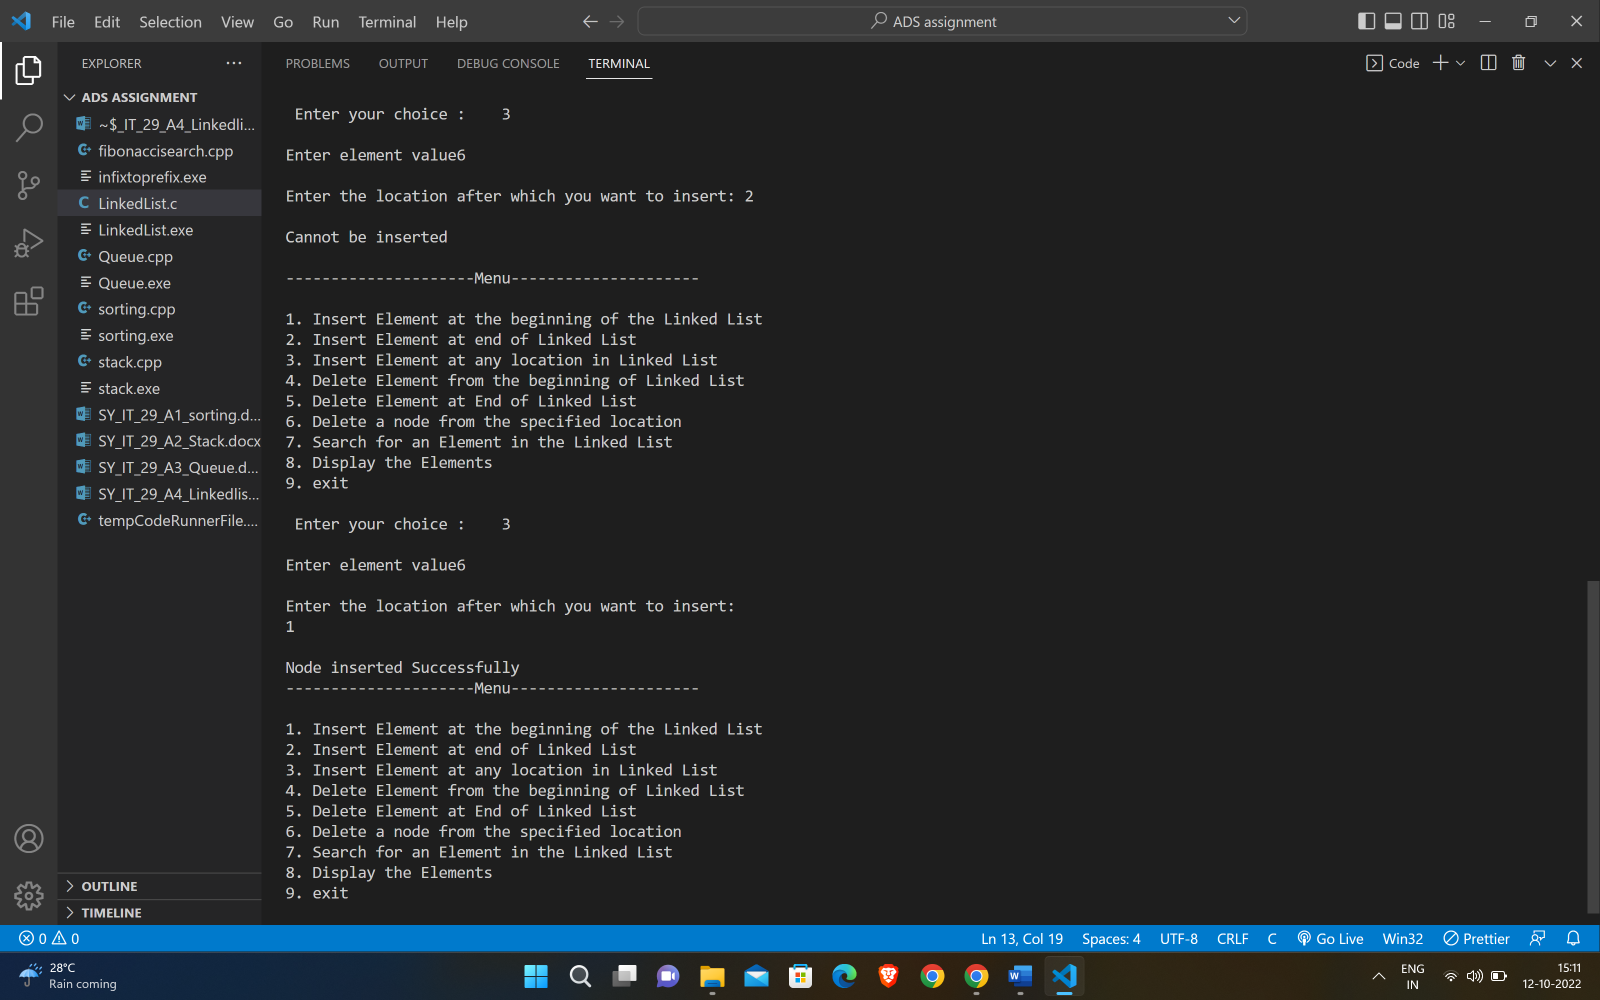 File Edit Selection View Go Run Terminal Help
ADS assignment
EXPLORER
PROBLEMS OUTPUT DEBUG CONSOLE TERMINAL
Code
ADS ASSIGNMENT
~$_IT_29_A4_Linkedli...
fibonaccisearch.cpp
infixtoprefix.exe
LinkedList.c
LinkedList.exe
Queue.cpp
Queue.exe
sorting.cpp
sorting.exe
stack.cpp
stack.exe
SY_IT_29_A1_sorting.d...
SY_IT_29_A2_Stack.docx
SY_IT_29_A3_Queue.d...
SY_IT_29_A4_Linkedlis...
tempCodeRunnerFile....
OUTLINE
TIMELINE
Enter your choice :    3
Enter element value6
Enter the location after which you want to insert: 2
Cannot be inserted
---------------------Menu---------------------
1. Insert Element at the beginning of the Linked List
2. Insert Element at end of Linked List
3. Insert Element at any location in Linked List
4. Delete Element from the beginning of Linked List
5. Delete Element at End of Linked List
6. Delete a node from the specified location
7. Search for an Element in the Linked List
8. Display the Elements
9. exit
Enter your choice :    3
Enter element value6
Enter the location after which you want to insert:
1
Node inserted Successfully
---------------------Menu---------------------
1. Insert Element at the beginning of the Linked List
2. Insert Element at end of Linked List
3. Insert Element at any location in Linked List
4. Delete Element from the beginning of Linked List
5. Delete Element at End of Linked List
6. Delete a node from the specified location
7. Search for an Element in the Linked List
8. Display the Elements
9. exit
0 0
Ln 13, Col 19 Spaces: 4 UTF-8 CRLF C Go Live Win32 Prettier
28°C
Rain coming
ENG
IN
15:11
12-10-2022